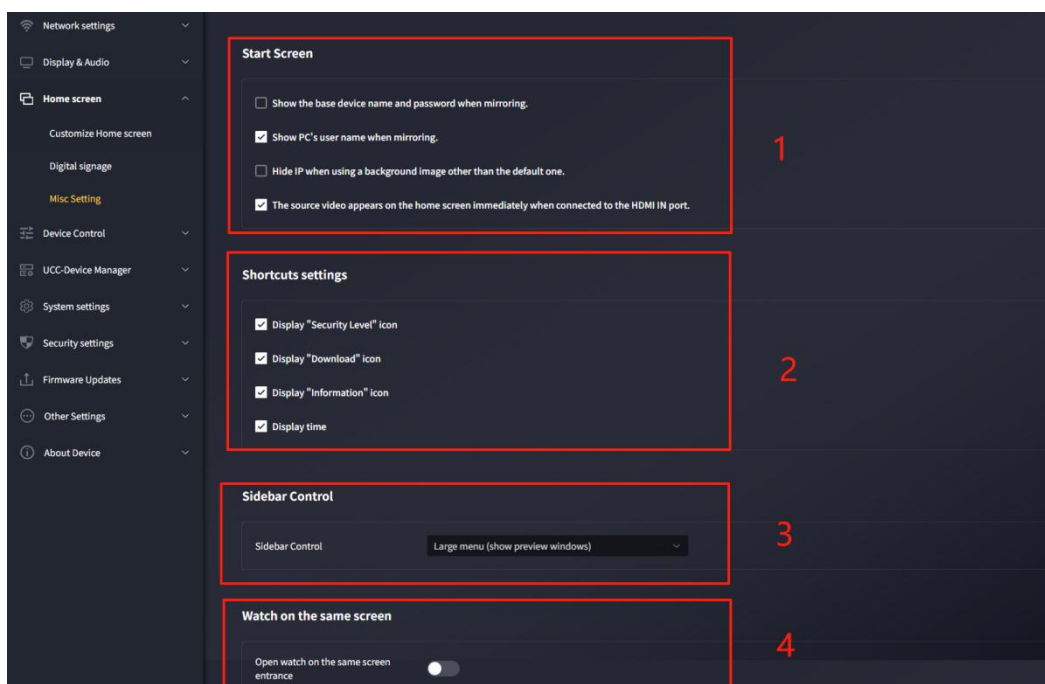 Network settings
Display & Audio
Home screen
Customize Home screen
Digital signage
Misc Setting
Device Control
UCC-Device Manager
System settings
Security settings
Firmware Updates
Other Settings
About Device
Start Screen
Show the base device name and password when mirroring.
Show PC's user name when mirroring.
Hide IP when using a background image other than the default one.
The source video appears on the home screen immediately when connected to the HDMI IN port.
1
Shortcuts settings
Display "Security Level" icon
Display "Download" icon
Display "Information" icon
Display time
2
Sidebar Control
Sidebar Control
Large menu (show preview windows)
3
Watch on the same screen
Open watch on the same screen
entrance
4